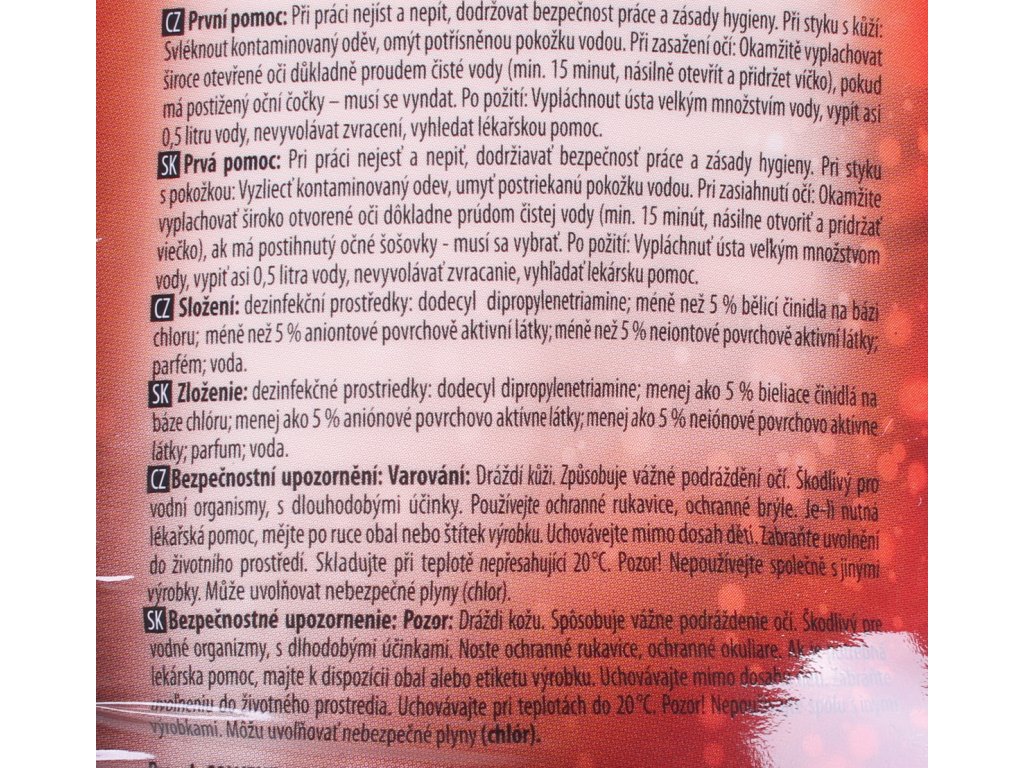 CZ První pomoc: Při práci nejíst a nepít, dodržovat bezpečnost práce a zásady hygieny. Při styku s kůží:
Svléknout kontaminovaný oděv, omýt potřísněnou pokožku vodou. Při zasažení očí: Okamžitě vyplachovat
široce otevřené oči důkladně proudem čisté vody (min. 15 minut, násilně otevřít a přidržet víčko), pokud
má postižený oční čočky – musí se vyndat. Po požití: Vypláchnout ústa velkým množstvím vody, vypít asi
0,5 litru vody, nevyvolávat zvracení, vyhledat lékařskou pomoc.
SK Prvá pomoc: Pri práci nejesť a nepiť, dodržiavať bezpečnosť práce a zásady hygieny. Pri styku
s pokožkou: Vyzliecť kontaminovaný odev, umyť postriekanú pokožku vodou. Pri zasiahnutí očí: Okamžite
vyplachovať široko otvorené oči dôkladne prúdom čistej vody (min. 15 minút, násilne otvoriť a pridržať
viečko), ak má postihnutý očné šošovky - musí sa vybrať. Po požití: Vypláchnuť ústa veľkým množstvom
vody, vypiť asi 0,5 litra vody, nevyvolávať zvracanie, vyhľadať lekársku pomoc.
CZ Složení: dezinfekční prostředky: dodecyl dipropylenetriamine; méně než 5 % bělící činidla na bázi
chloru; méně než 5 % aniontové povrchově aktivní látky; méně než 5 % neiontové povrchově aktivní látky;
parfém; voda.
SK Zloženie: dezinfekčné prostriedky: dodecyl dipropylenetriamine; menej ako 5 % bieliace činidlá na
báze chlóru; menej ako 5 % aniónové povrchovo aktívne látky; menej ako 5 % neiónové povrchovo aktívne
látky; parfum; voda.
CZ Bezpečnostní upozornění: Varování: Dráždí kůži. Způsobuje vážné podráždění očí. Škodlivý pro
vodní organismy, s dlouhodobými účinky. Používejte ochranné rukavice, ochranné brýle. Je-li nutná
lékařská pomoc, mějte po ruce obal nebo štítek výrobku. Uchovávejte mimo dosah dětí. Zabraňte uvolnění
do životního prostředí. Skladujte při teplotě nepřesahující 20°C. Pozor! Nepoužívejte společně s jinými
výrobky. Může uvolňovat nebezpečné plyny (chlor).
SK Bezpečnostné upozornenie: Pozor: Dráždi kožu. Spôsobuje vážne podráždenie očí. Škodlivý pre
vodné organizmy, s dlhodobými účinkami. Noste ochranné rukavice, ochranné okuliare. Ak
lekárska pomoc, majte k dispozícii obal alebo etiketu výrobku. Uchovávajte mimo dosahu
uvoľneniu do životného prostredia. Uchovávajte pri teplotách do 20°C. Pozor!
výrobkami. Môžu uvoľňovať nebezpečné plyny (chlor).